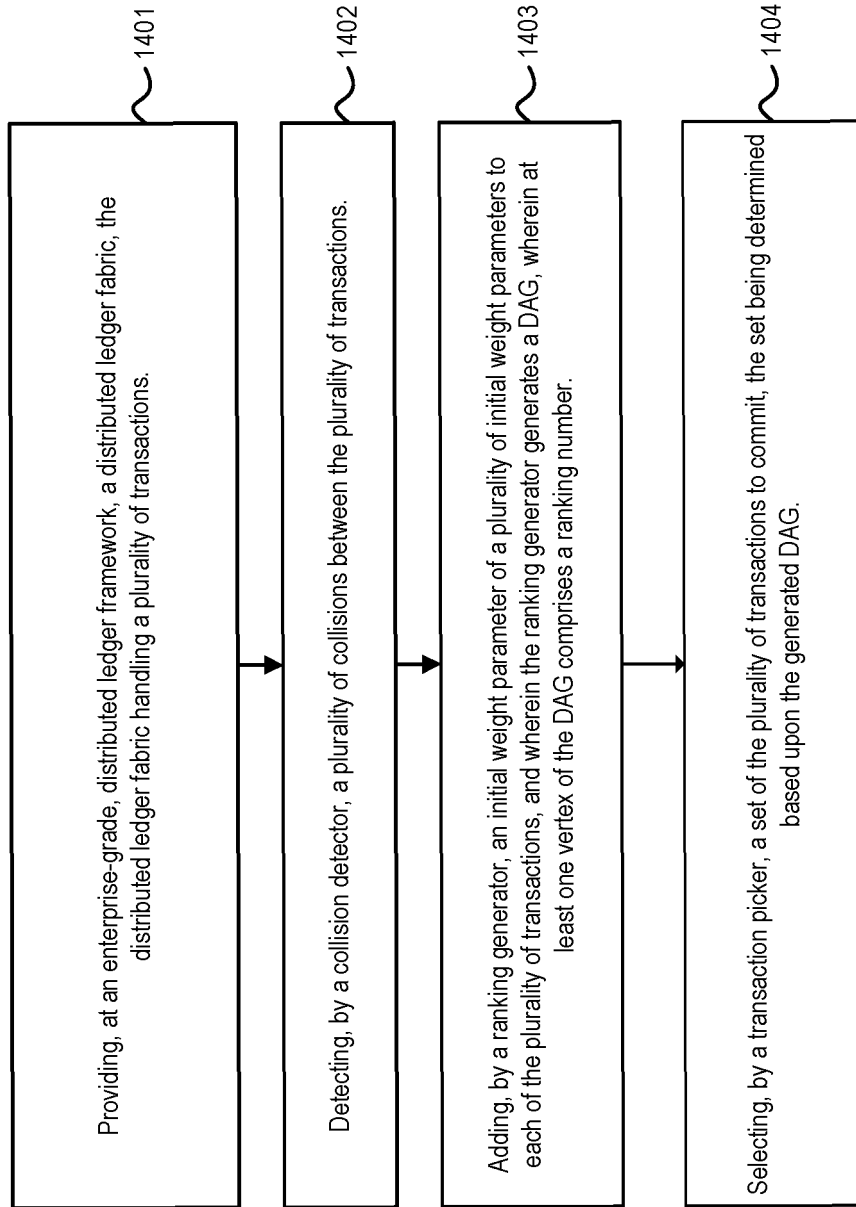 Providing, at an enterprise-grade, distributed ledger framework, a distributed ledger fabric, the
distributed ledger fabric handling a plurality of transactions.
1401
Detecting, by a collision detector, a plurality of collisions between the plurality of transactions.
1402
Adding, by a ranking generator, an initial weight parameter of a plurality of initial weight parameters to
each of the plurality of transactions, and wherein the ranking generator generates a DAG, wherein at
least one vertex of the DAG comprises a ranking number.
1403
Selecting, by a transaction picker, a set of the plurality of transactions to commit, the set being determined
based upon the generated DAG.
1404